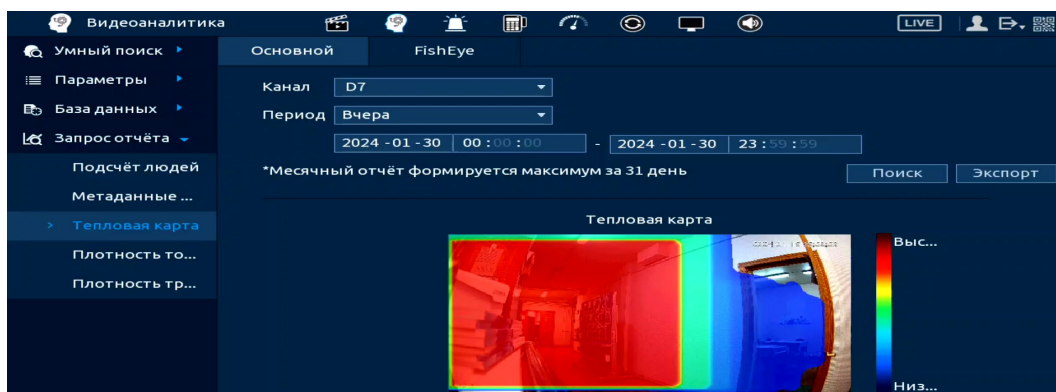 Видеоаналитика
LIVE
Умный поиск
Параметры
База данных
Запрос отчёта
Подсчёт людей
Метаданные ...
> Тепловая карта
Плотность то...
Плотность тр...
Основной FishEye
Канал D7
Период Вчера
2024 -01 -30 00 :00 :00 - 2024 -01 -30 23 :59 :59
*Месячный отчёт формируется максимум за 31 день
Поиск Экспорт
Тепловая карта
Выс...
Низ...